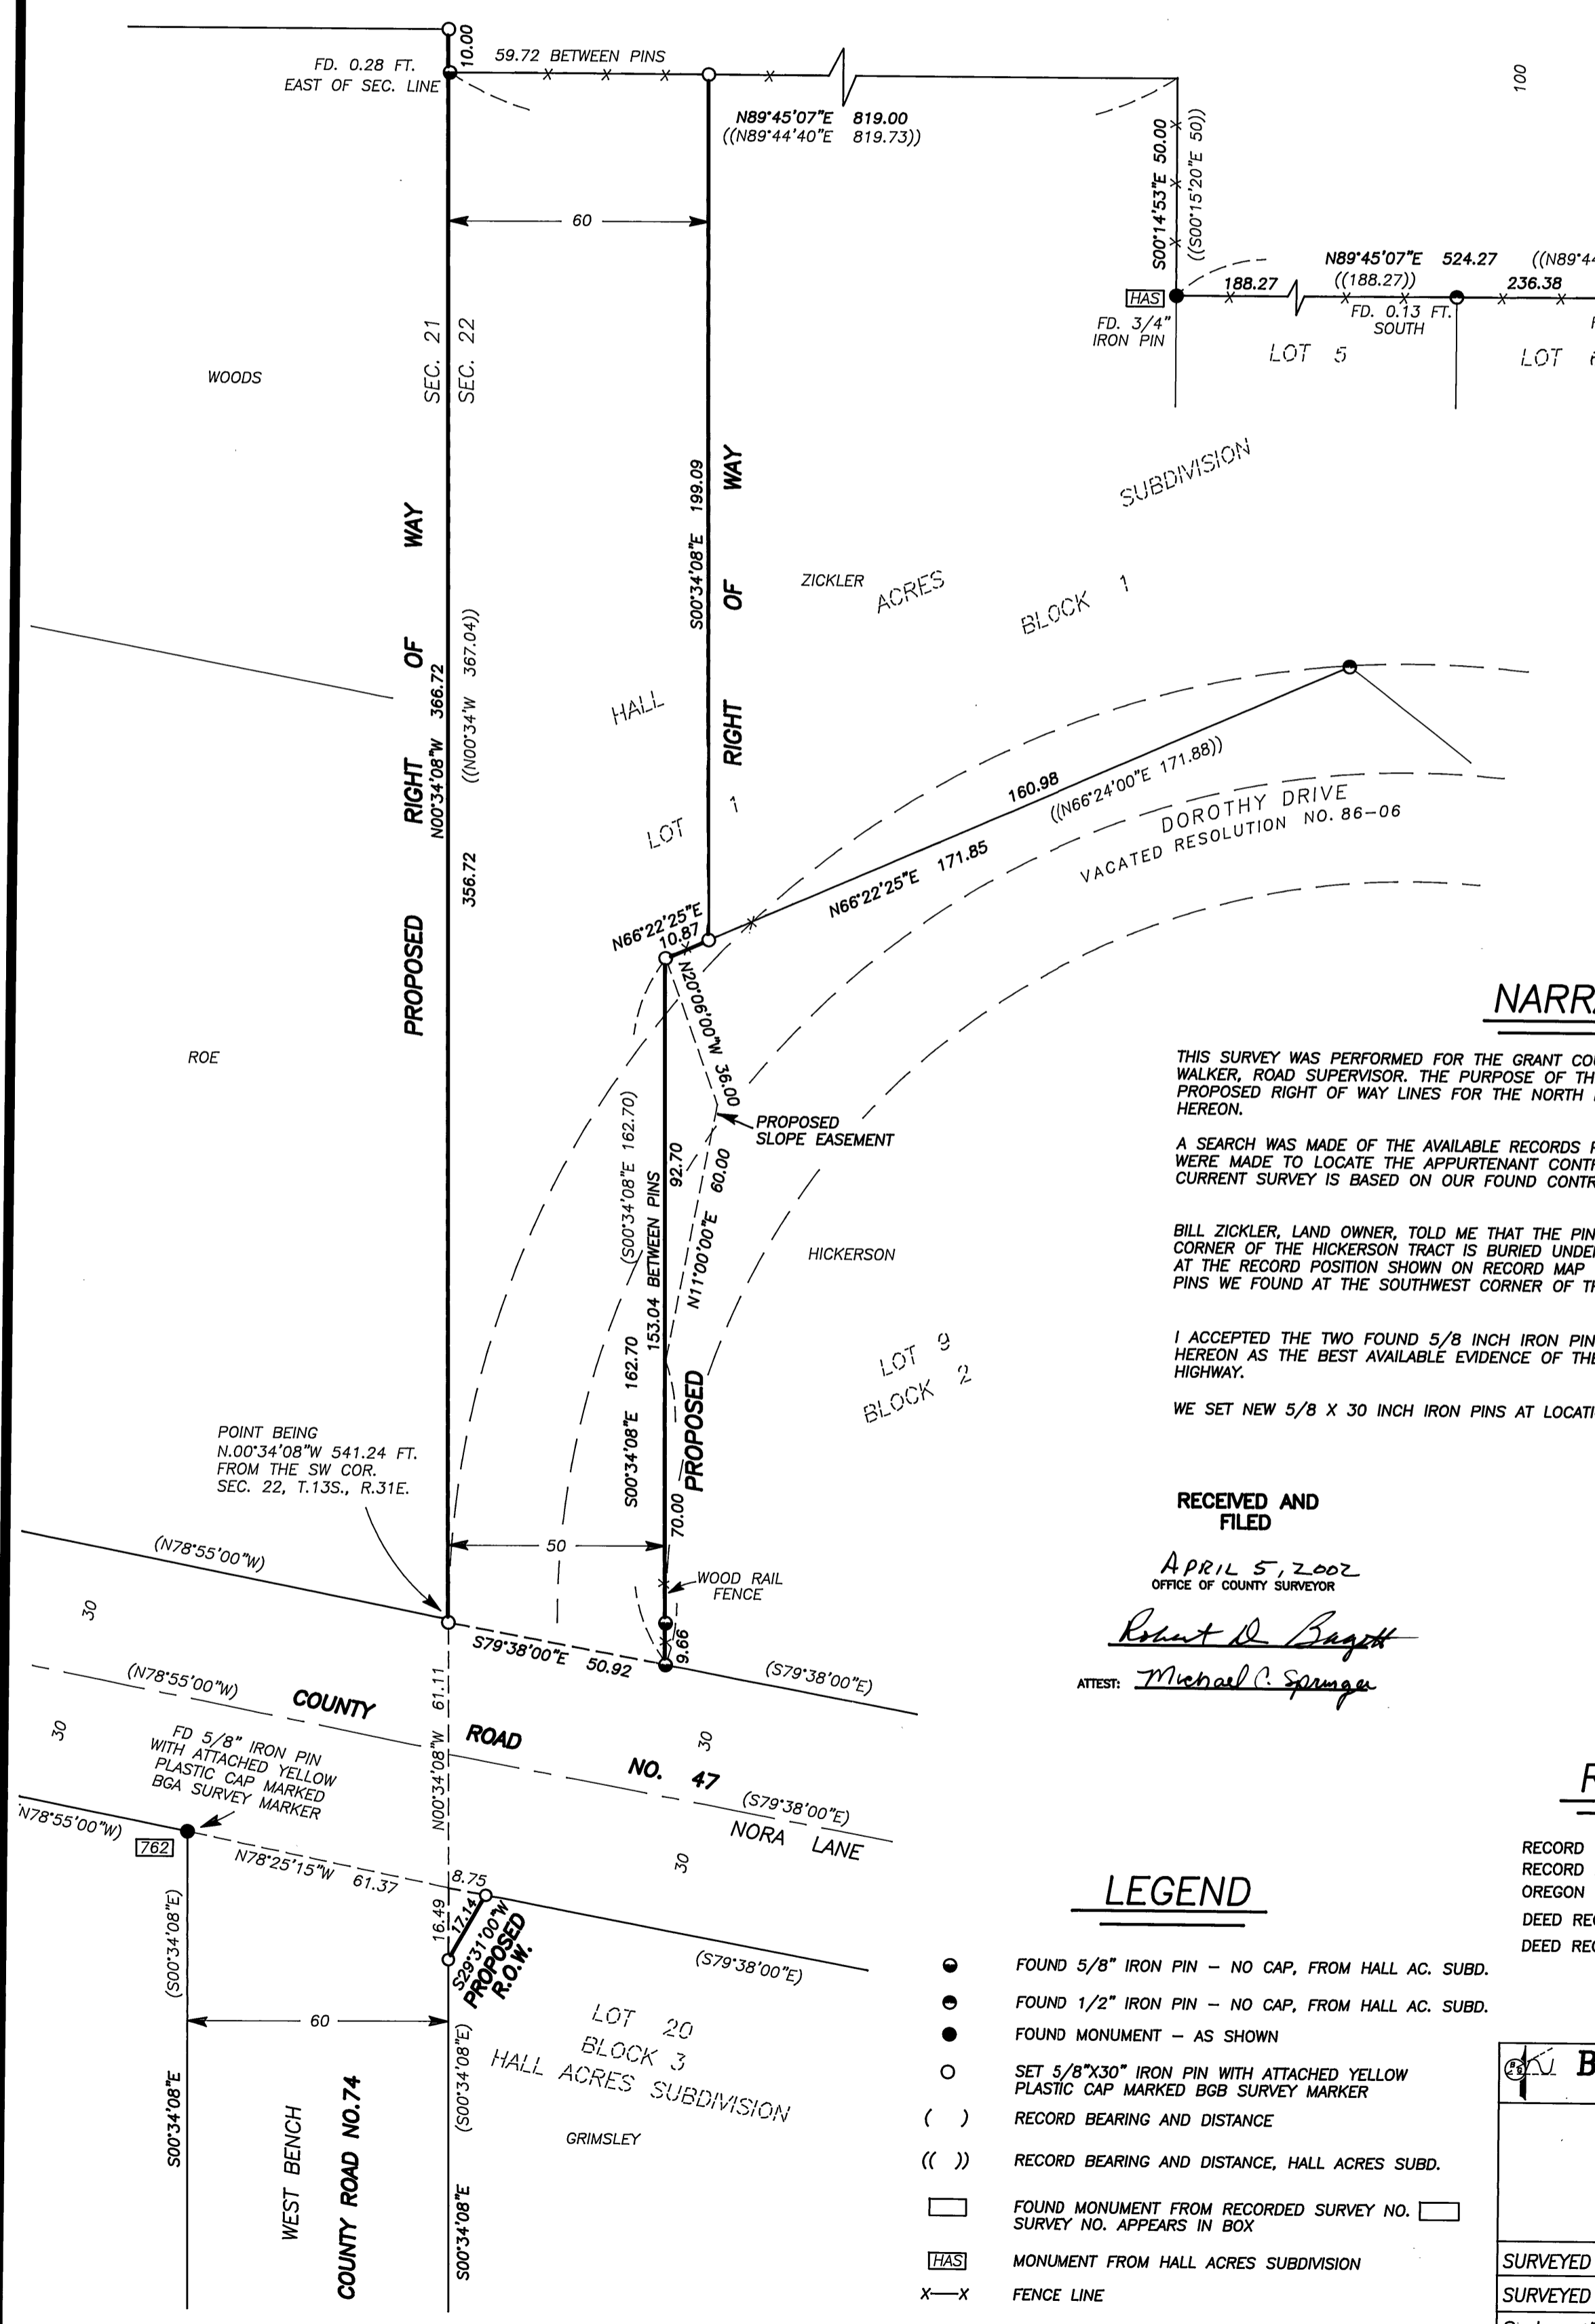 10.00
59.72 BETWEEN PINS
FD. 0.28 FT.
EAST OF SEC. LINE
100
N89°45'07"E 819.00
((N89°44'40"E 819.73))
S00°14'53"E 50.00
((S00°15'20"E 50))
60
N89°45'07"E 524.27 ((N89°44
188.27
((188.27))
236.38
HAS
FD. 3/4"
IRON PIN
FD. 0.13 FT.
SOUTH
LOT 5
LOT
SEC. 21
SEC. 22
WOODS
SUBDIVISION
S00°34'08"E 199.09
RIGHT OF WAY
ZICKLER
ACRES
BLOCK 1
PROPOSED RIGHT OF WAY
N00°34'08"W 366.72
((N00°34'W 367.04))
356.72
HALL
LOT 1
160.98
((N66°24'00"E 171.88))
N66°22'25"E 171.85
DOROTHY DRIVE
VACATED RESOLUTION NO. 86-06
N66°22'25"E
10.87
N20°06'00"W 36.00
ROE
NARRA
THIS SURVEY WAS PERFORMED FOR THE GRANT COU
WALKER, ROAD SUPERVISOR. THE PURPOSE OF TH
PROPOSED RIGHT OF WAY LINES FOR THE NORTH
HEREON.
A SEARCH WAS MADE OF THE AVAILABLE RECORDS
WERE MADE TO LOCATE THE APPURTENANT CONTR
CURRENT SURVEY IS BASED ON OUR FOUND CONTR
BILL ZICKLER, LAND OWNER, TOLD ME THAT THE PIN
CORNER OF THE HICKERSON TRACT IS BURIED UNDE
AT THE RECORD POSITION SHOWN ON RECORD MAP
PINS WE FOUND AT THE SOUTHWEST CORNER OF TH
I ACCEPTED THE TWO FOUND 5/8 INCH IRON PIN
HEREON AS THE BEST AVAILABLE EVIDENCE OF THE
HIGHWAY.
WE SET NEW 5/8 X 30 INCH IRON PINS AT LOCATI
PROPOSED
SLOPE EASEMENT
(S00°34'08"E 162.70)
92.70
153.04 BETWEEN PINS
N11°00'00"E 60.00
HICKERSON
S00°34'08"E 162.70
PROPOSED
70.00
LOT 9
BLOCK 2
POINT BEING
N.00°34'08"W 541.24 FT.
FROM THE SW COR.
SEC. 22, T.13S., R.31E.
50
WOOD RAIL
FENCE
9.66
RECEIVED AND
FILED
APRIL 5, 2002
OFFICE OF COUNTY SURVEYOR
Robert D Bagett
ATTEST: Michael C. Springer
(N78°55'00"W)
30
S79°38'00"E 50.92
(S79°38'00"E)
(N78°55'00"W)
COUNTY ROAD NO. 47
N00°34'08"W 61.11
30
30
(S79°38'00"E)
NORA LANE
FD 5/8" IRON PIN
WITH ATTACHED YELLOW
PLASTIC CAP MARKED
BGA SURVEY MARKER
N78°55'00"W)
762
N78°25'15"W 61.37
8.75
30
16.49
17.14
S29°31'00"W
PROPOSED
R.O.W.
(S79°38'00"E)
(S00°34'08"E)
60
LOT 20
BLOCK 3
HALL ACRES SUBDIVISION
GRIMSLEY
(S00°34'08"E)
S00°34'08"E
WEST BENCH
COUNTY ROAD NO.74
S00°34'08"E
LEGEND
FOUND 5/8" IRON PIN – NO CAP, FROM HALL AC. SUBD.
FOUND 1/2" IRON PIN – NO CAP, FROM HALL AC. SUBD.
FOUND MONUMENT – AS SHOWN
SET 5/8"X30" IRON PIN WITH ATTACHED YELLOW
PLASTIC CAP MARKED BGB SURVEY MARKER
( ) RECORD BEARING AND DISTANCE
(( )) RECORD BEARING AND DISTANCE, HALL ACRES SUBD.
FOUND MONUMENT FROM RECORDED SURVEY NO.
SURVEY NO. APPEARS IN BOX
HAS MONUMENT FROM HALL ACRES SUBDIVISION
X—X FENCE LINE
R
RECORD
RECORD
OREGON
DEED REC
DEED REC
B
SURVEYED
SURVEYED